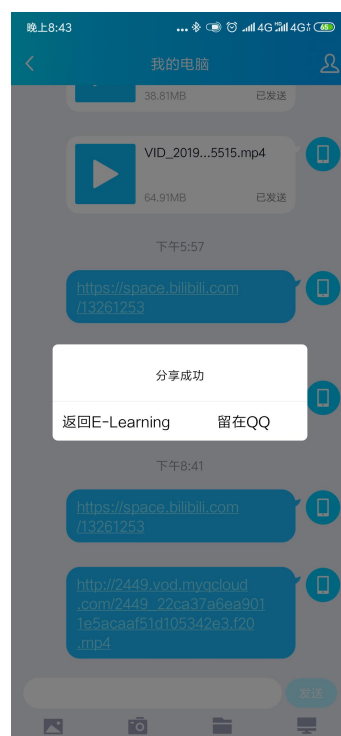 晚上8:43
4G
4G
65
我的电脑
38.81MB 已发送
VID_2019...5515.mp4
64.91MB 已发送
下午5:57
https://space.bilibili.com
/13261253
分享成功
返回E-Learning 留在QQ
下午8:41
https://space.bilibili.com
/13261253
http://2449.vod.myqcloud
.com/2449_22ca37a6ea901
1e5acaaf51d105342e3.f20
.mp4
发送